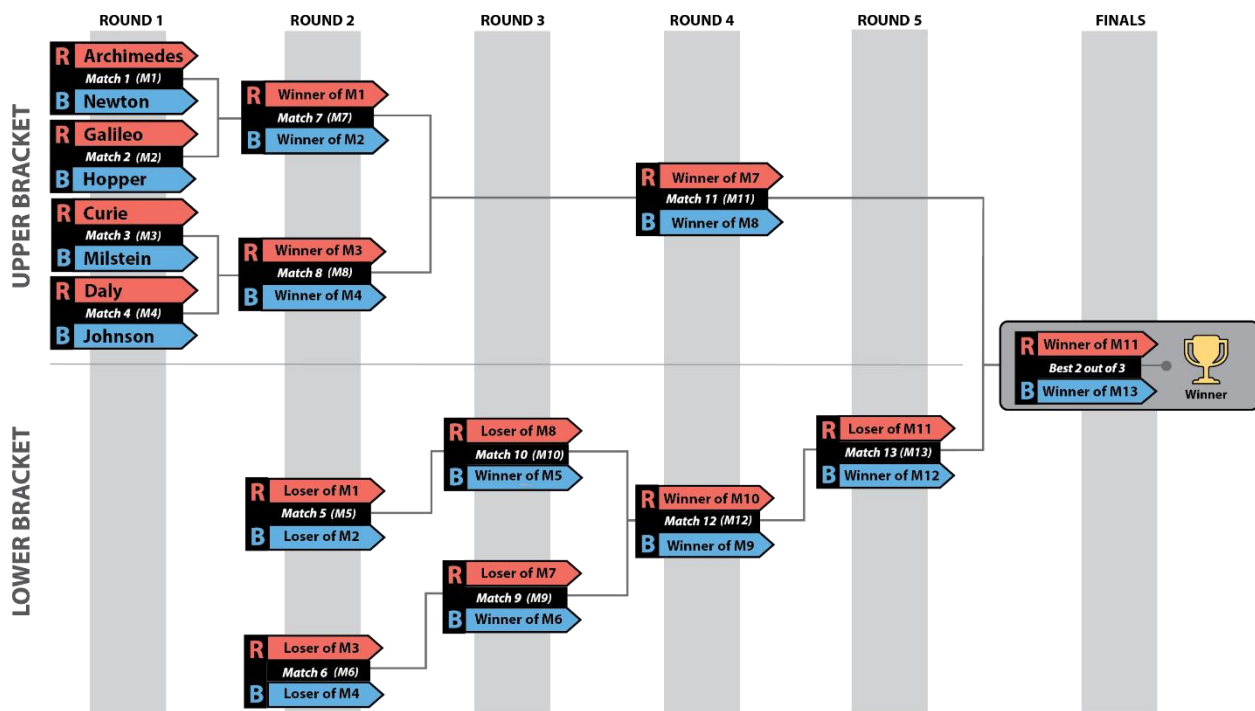 ROUND 1
ROUND 2
ROUND 3
ROUND 4
ROUND 5
FINALS
UPPER BRACKET
R Archimedes
Match 1 (M1)
B Newton
R Galileo
Match 2 (M2)
B Hopper
R Curie
Match 3 (M3)
B Milstein
R Daly
Match 4 (M4)
B Johnson
R Winner of M1
Match 7 (M7)
B Winner of M2
R Winner of M3
Match 8 (M8)
B Winner of M4
R Winner of M7
Match 11 (M11)
B Winner of M8
R Winner of M11
Best 2 out of 3
B Winner of M13
Winner
LOWER BRACKET
R Loser of M1
Match 5 (M5)
B Loser of M2
R Loser of M3
Match 6 (M6)
B Loser of M4
R Loser of M8
Match 10 (M10)
B Winner of M5
R Loser of M7
Match 9 (M9)
B Winner of M6
R Winner of M10
Match 12 (M12)
B Winner of M9
R Loser of M11
Match 13 (M13)
B Winner of M12